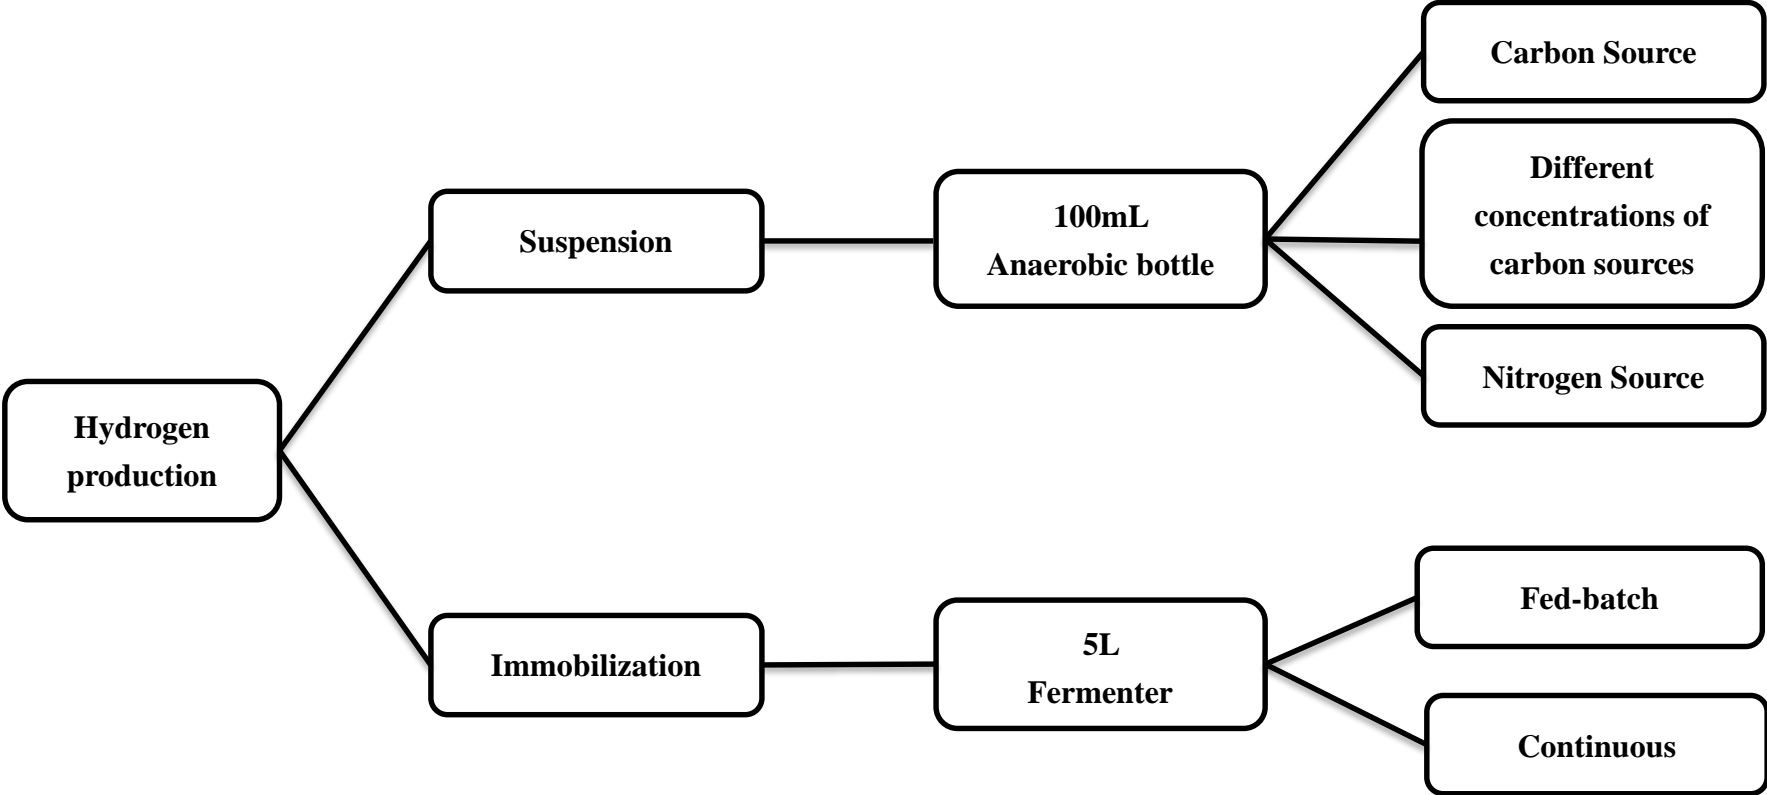 Hydrogen
production
Suspension
100mL
Anaerobic bottle
Carbon Source
Different
concentrations of
carbon sources
Nitrogen Source
Immobilization
5L
Fermenter
Fed-batch
Continuous